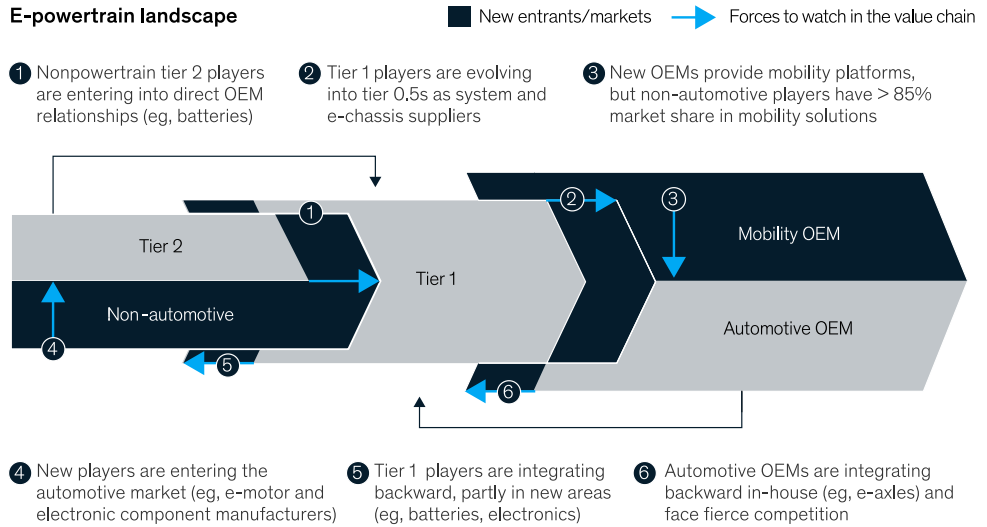 E-powertrain landscape
New entrants/markets
Forces to watch in the value chain
1 Nonpowertrain tier 2 players
are entering into direct OEM
relationships (eg, batteries)
2 Tier 1 players are evolving
into tier 0.5s as system and
e-chassis suppliers
3 New OEMs provide mobility platforms,
but non-automotive players have > 85%
market share in mobility solutions
1
2
3
Tier 2
Mobility OEM
Tier 1
Non-automotive
Automotive OEM
4
5
6
4 New players are entering the
automotive market (eg, e-motor and
electronic component manufacturers)
5 Tier 1 players are integrating
backward, partly in new areas
(eg, batteries, electronics)
6 Automotive OEMs are integrating
backward in-house (eg, e-axles) and
face fierce competition